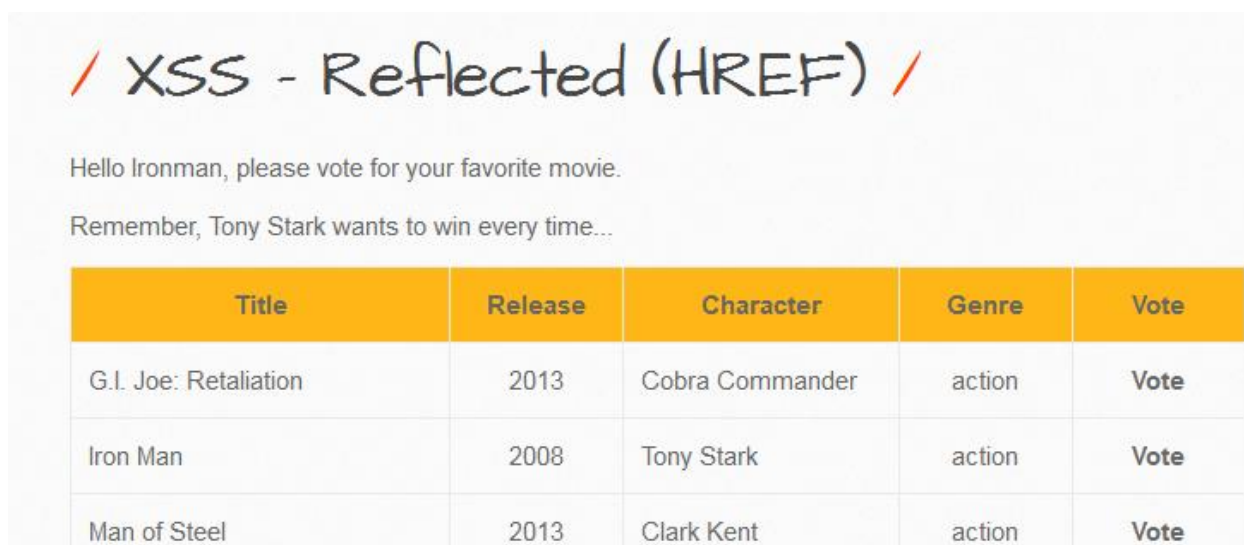 / XSS - Reflected (HREF) /
Hello Ironman, please vote for your favorite movie.
Remember, Tony Stark wants to win every time...
Title Release Character Genre Vote
G.I. Joe: Retaliation 2013 Cobra Commander action Vote
Iron Man 2008 Tony Stark action Vote
Man of Steel 2013 Clark Kent action Vote